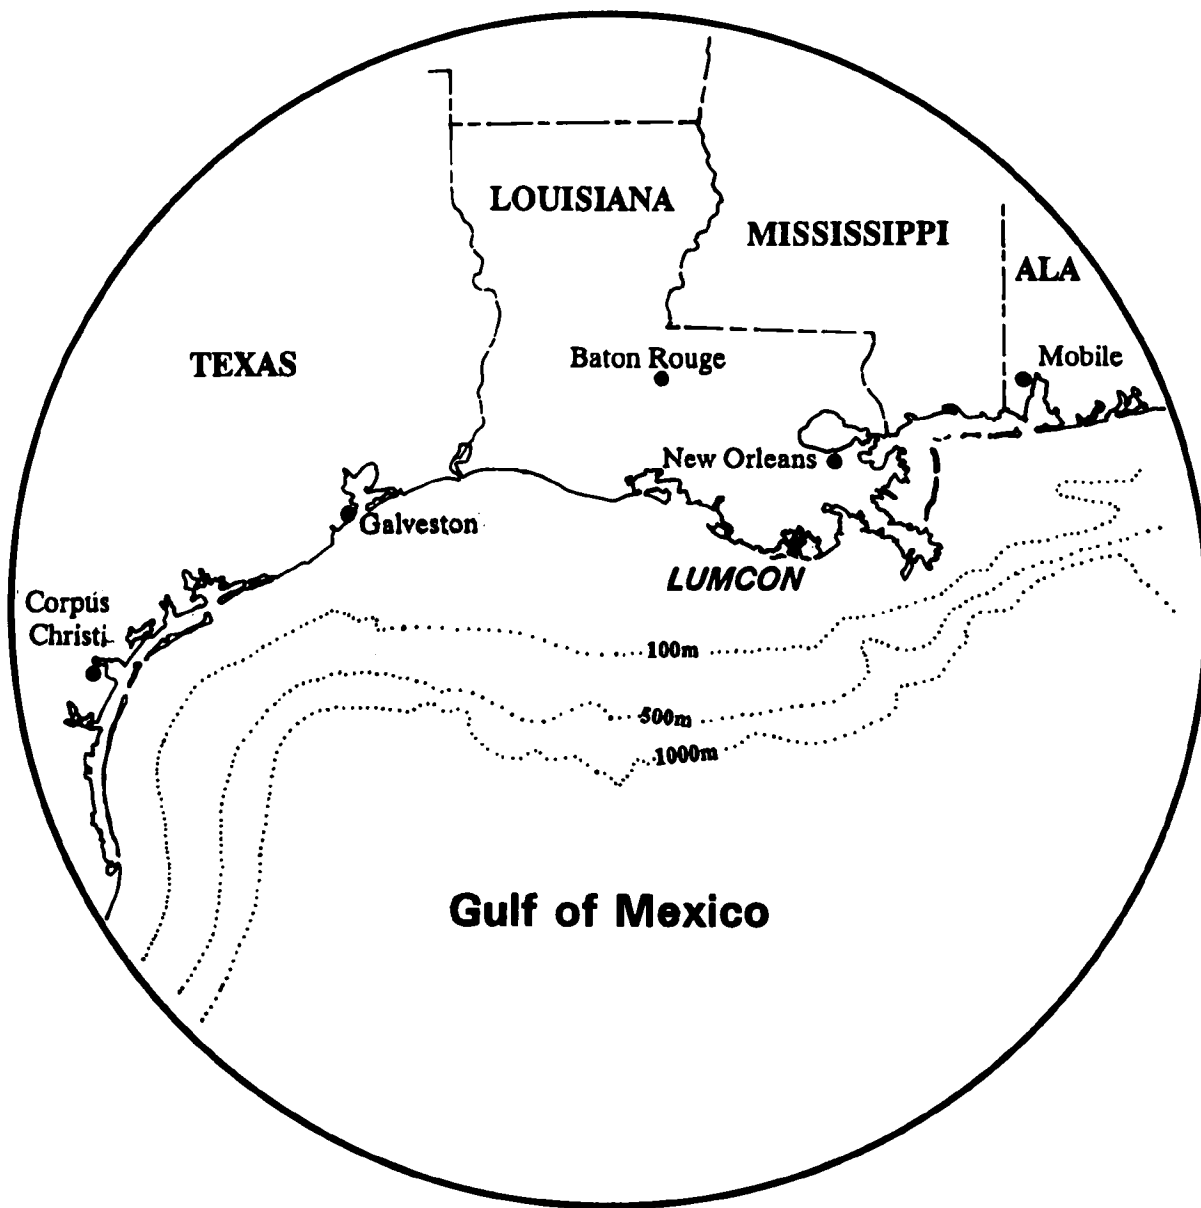 LOUISIANA
MISSISSIPPI
ALA
TEXAS
Baton Rouge
Mobile
New Orleans
Galveston
LUMCON
Corpus
Christi
100m
500m
1000m
Gulf of Mexico